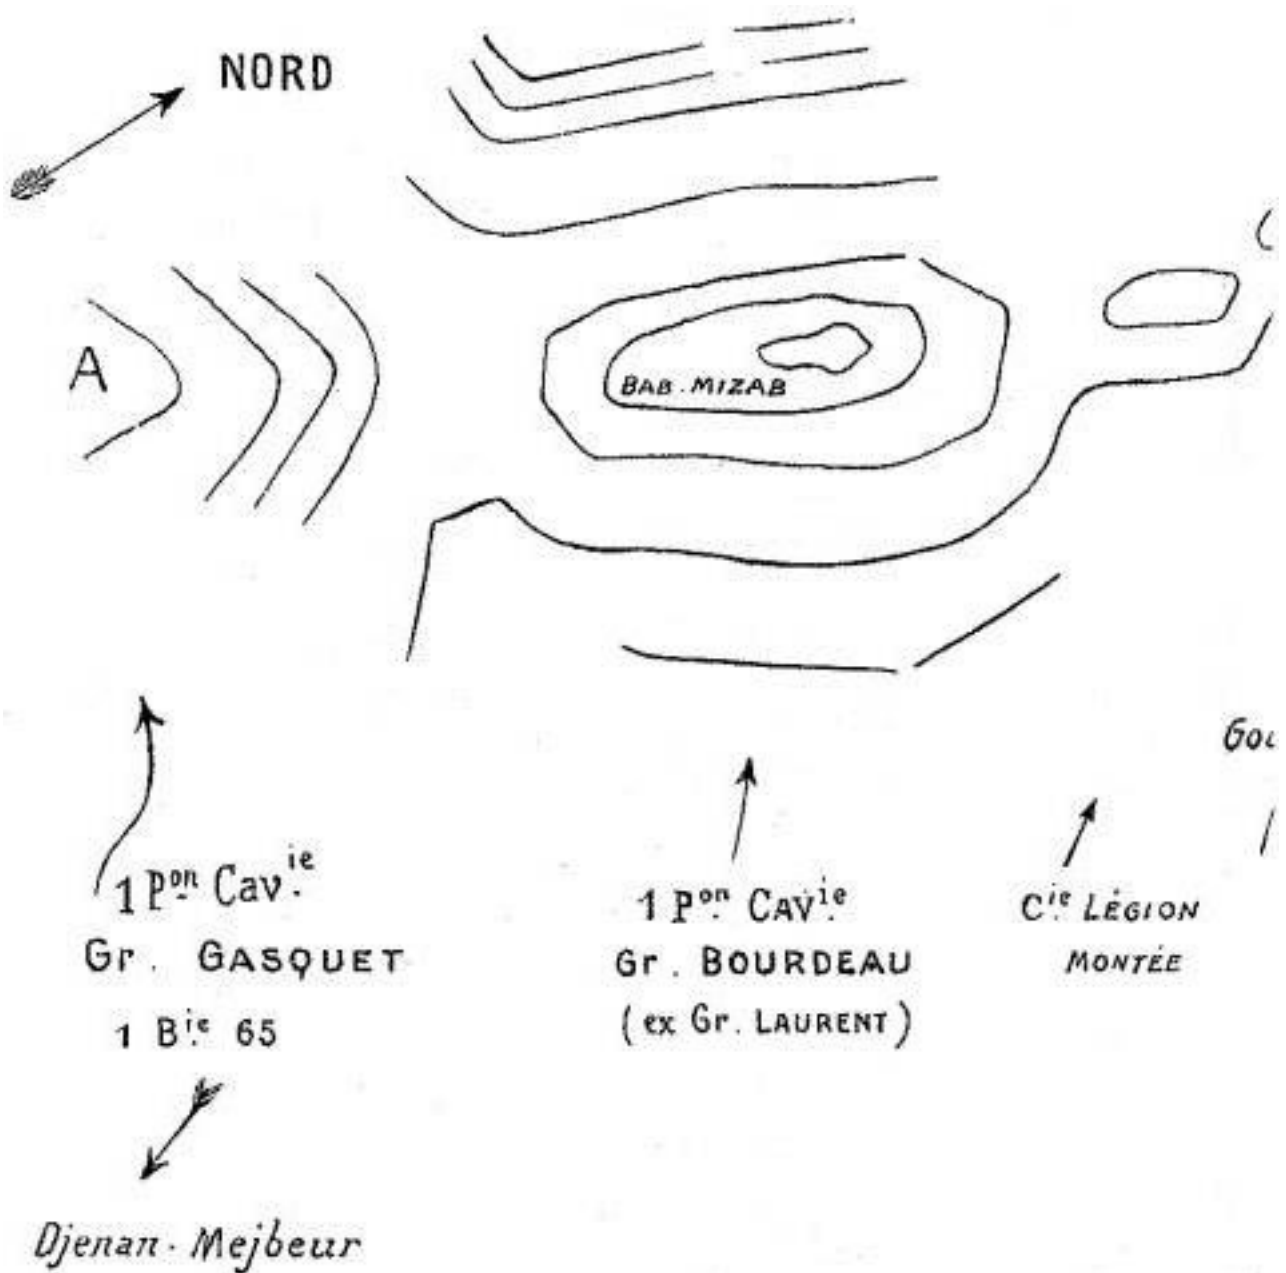 NORD
A
BAB. MIZAB
1 Pon Cavie
Gr. GASQUET
1 Bie 65
1 Pon CAVie
Gr. BOURDEAU
(ex Gr. LAURENT)
Cie LÉGION
MONTÉE
Djenan. Mejbeur